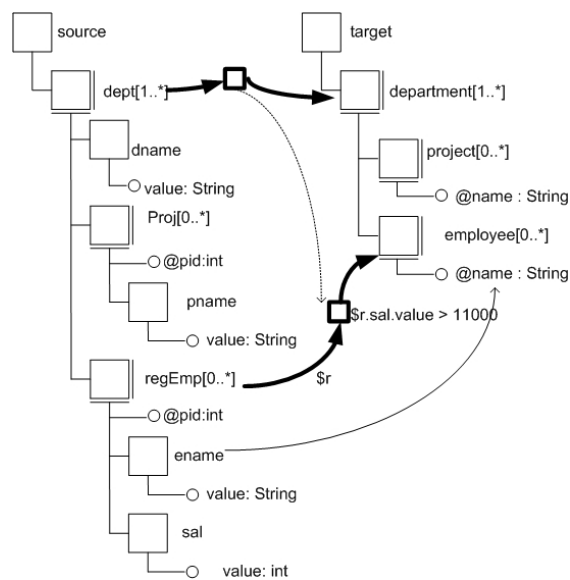 source
target
dept[1..*]
department[1..*]
dname
value: String
project[0..*]
@name : String
Proj[0..*]
@pid:int
employee[0..*]
@name : String
pname
value: String
$r.sal.value > 11000
regEmp[0..*]
$r
@pid:int
ename
value: String
sal
value: int